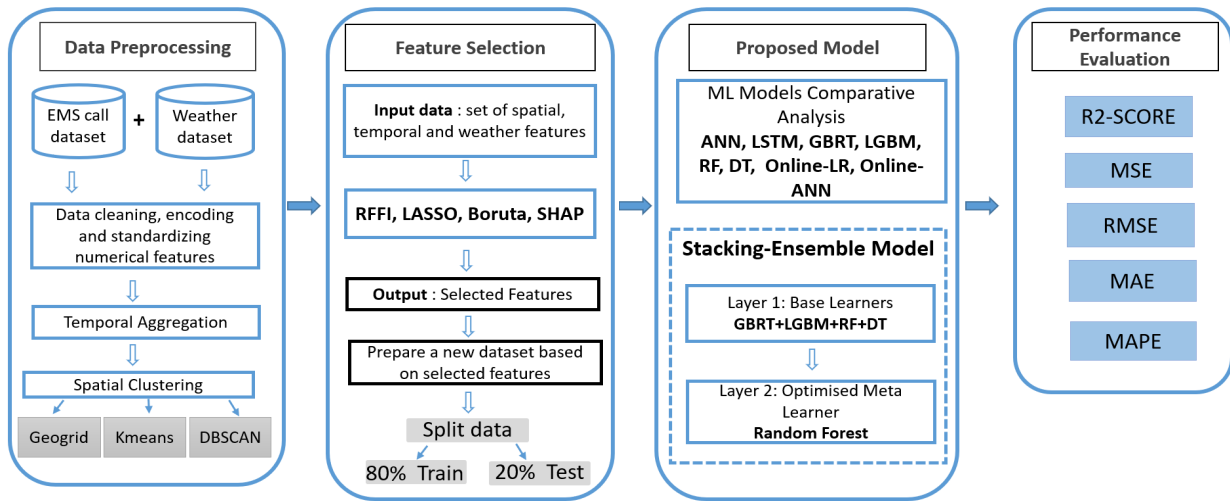 Data Preprocessing
EMS call
dataset
+
Weather
dataset
Data cleaning, encoding
and standardizing
numerical features
Temporal Aggregation
Spatial Clustering
Geogrid
Kmeans
DBSCAN
Feature Selection
Input data : set of spatial,
temporal and weather features
RFFI, LASSO, Boruta, SHAP
Output : Selected Features
Prepare a new dataset based
on selected features
Split data
80% Train
20% Test
Proposed Model
ML Models Comparative
Analysis
ANN, LSTM, GBRT, LGBM,
RF, DT, Online-LR, Online-
ANN
Stacking-Ensemble Model
Layer 1: Base Learners
GBRT+LGBM+RF+DT
Layer 2: Optimised Meta
Learner
Random Forest
Performance
Evaluation
R2-SCORE
MSE
RMSE
MAE
MAPE